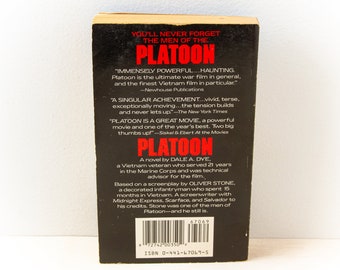 YOU'LL NEVER FORGET
THE MEN OF THE
PLATOON
"IMMENSELY POWERFUL... HAUNTING.
Platoon is the ultimate war film in general,
and the finest Vietnam film in particular."
—Newhouse Publications
"A SINGULAR ACHIEVEMENT...vivid, terse,
exceptionally moving... the tension builds
and never lets up."—The New York Times
"PLATOON IS A GREAT MOVIE, a powerful
movie and one of the year's best. Two big
thumbs up!" —Siskel & Ebert At the Movies
PLATOON
A novel by DALE A. DYE,
a Vietnam veteran who served 21 years
in the Marine Corps and was technical
advisor for the film.
Based on a screenplay by OLIVER STONE,
a decorated infantryman who spent 15
months in Vietnam. A screenwriter with
Midnight Express, Scarface, and Salvador to
his credits, Stone was one of the men of
Platoon—and he still is.
67069
ISBN 0-441-67069-5